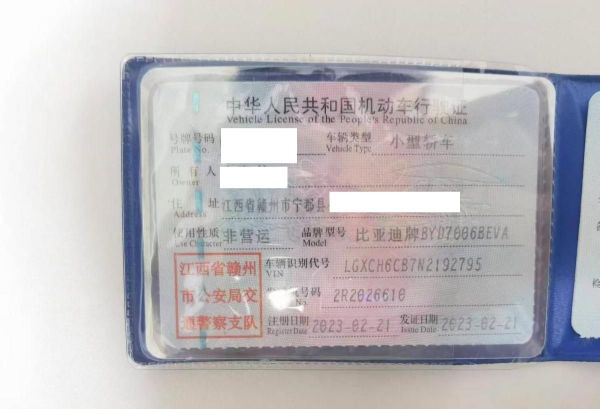 中华人民共和国机动车行驶证
Vehicle License of the People's Republic of China
号牌号码 车辆类型 小型轿车
Plate No. Vehicle Type
所有人
Owner
住址 江西省赣州市宁都县
Address
使用性质 非营运 品牌型号 比亚迪牌BYD7006BEVA
Use Character Model
江西省赣州 车辆识别代号 LGXCH6CB7N2192795
VIN
市公安局交 号码 2R2026610
No.
通警察支队 注册日期 2023-02-21 发证日期 2023-02-21
Register Date Issue Date